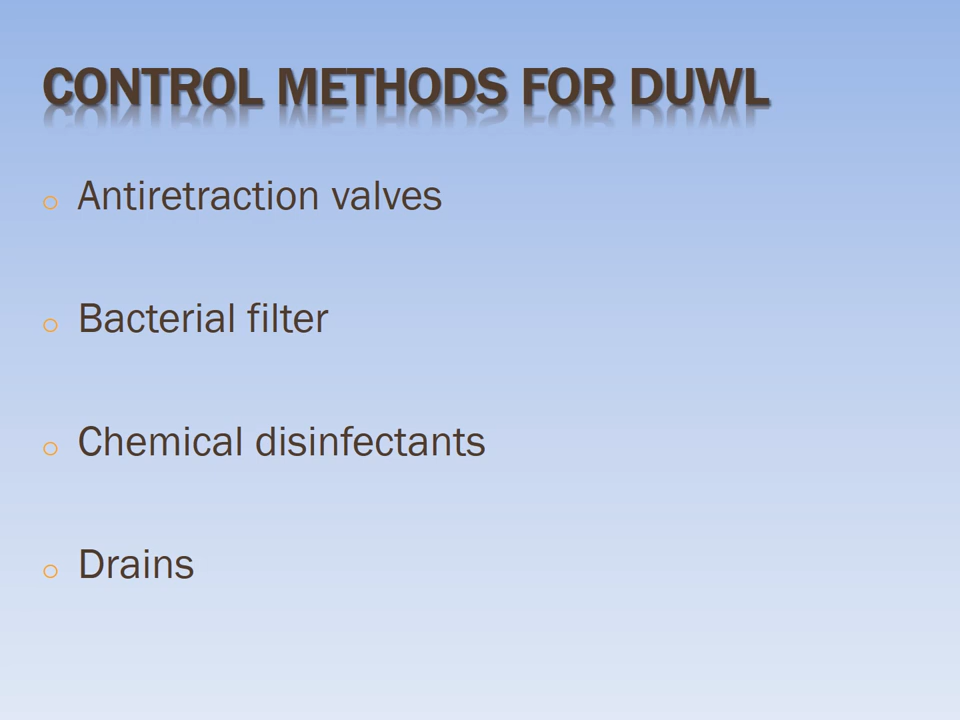 CONTROL METHODS FOR DUWL
o Antiretraction valves
o Bacterial filter
o Chemical disinfectants
o Drains